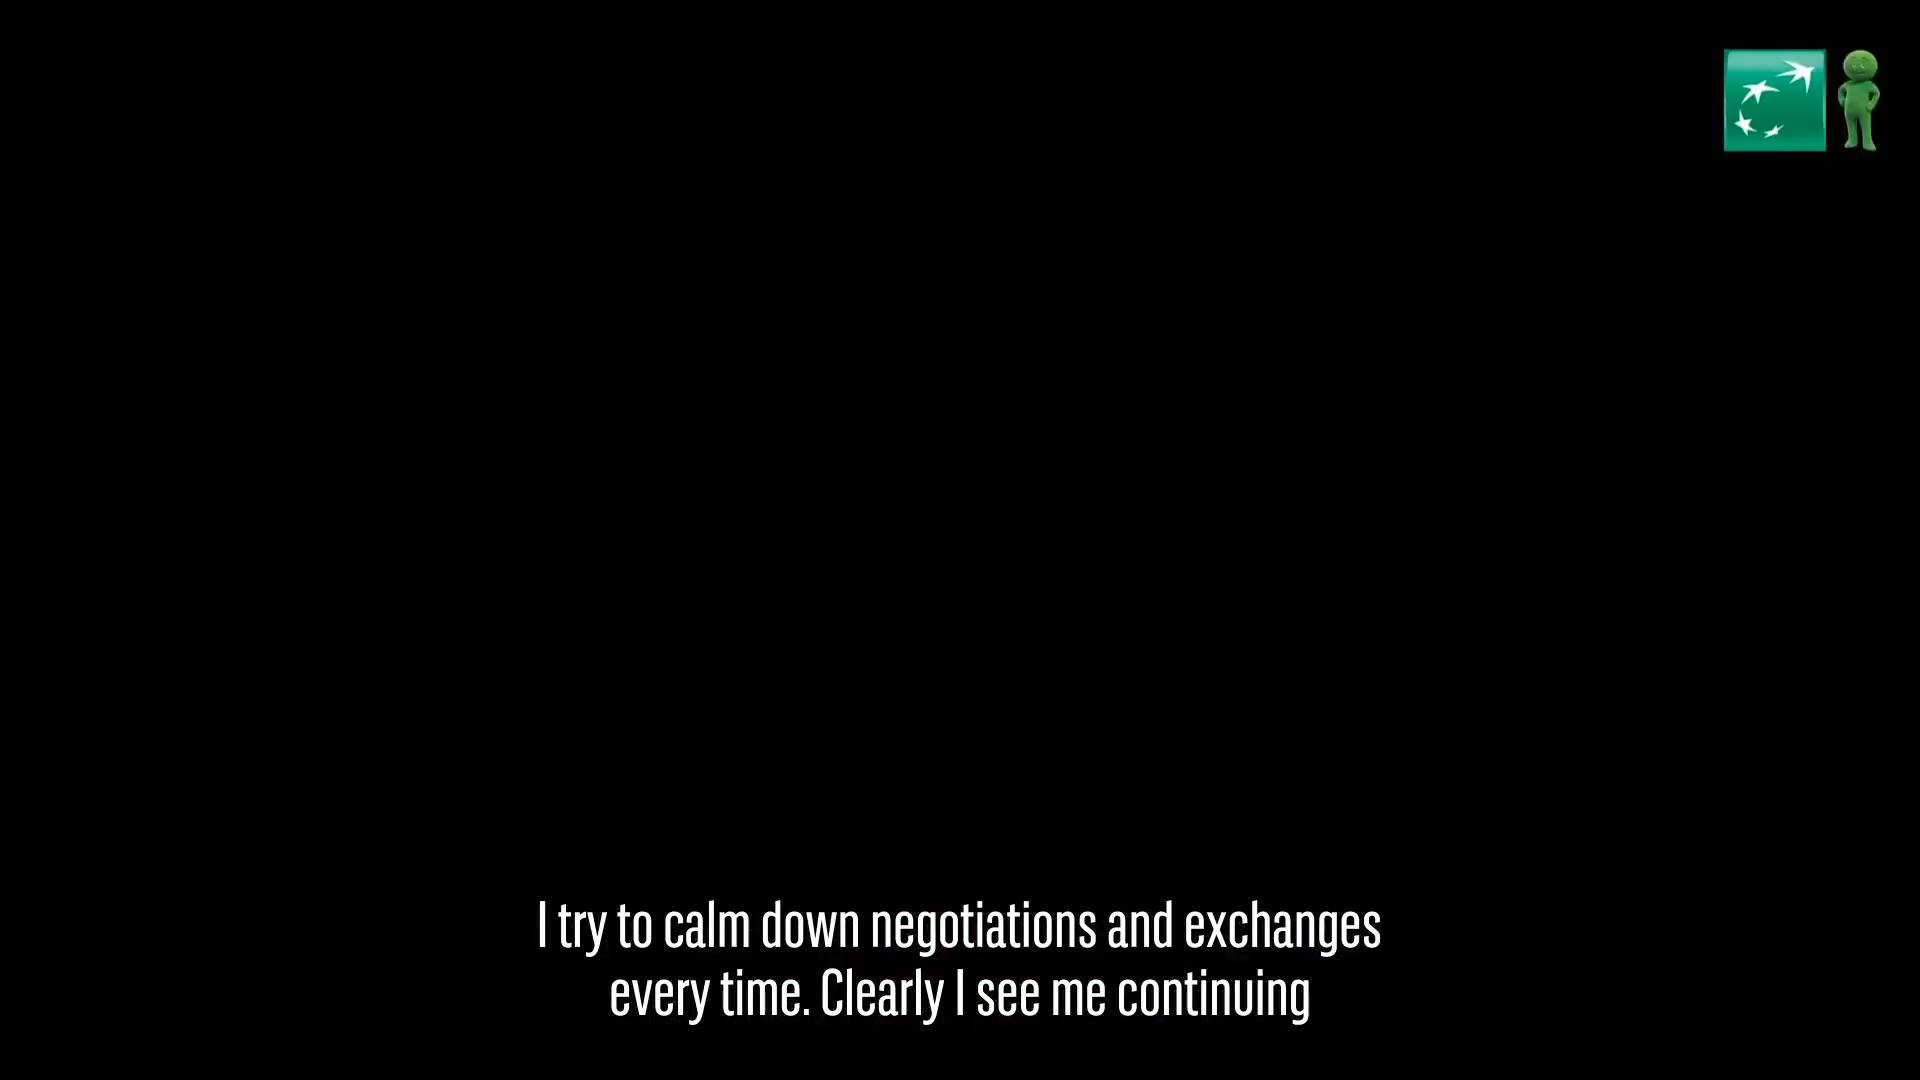 I try to calm down negotiations and exchanges
every time. Clearly I see me continuing